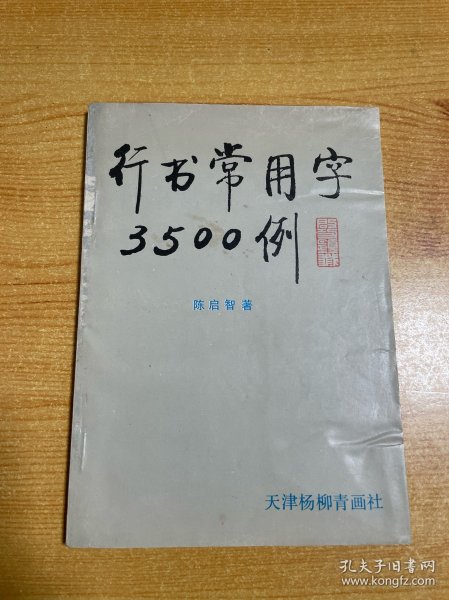 行书常用字
3500例
陈启智著
天津杨柳青画社
孔夫子旧书网
www.kongfz.com